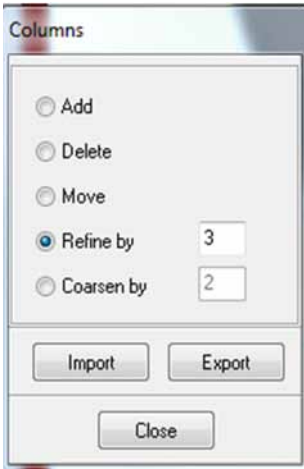 Columns
Add
Delete
Move
Refine by 3
Coarsen by 2
Import Export
Close